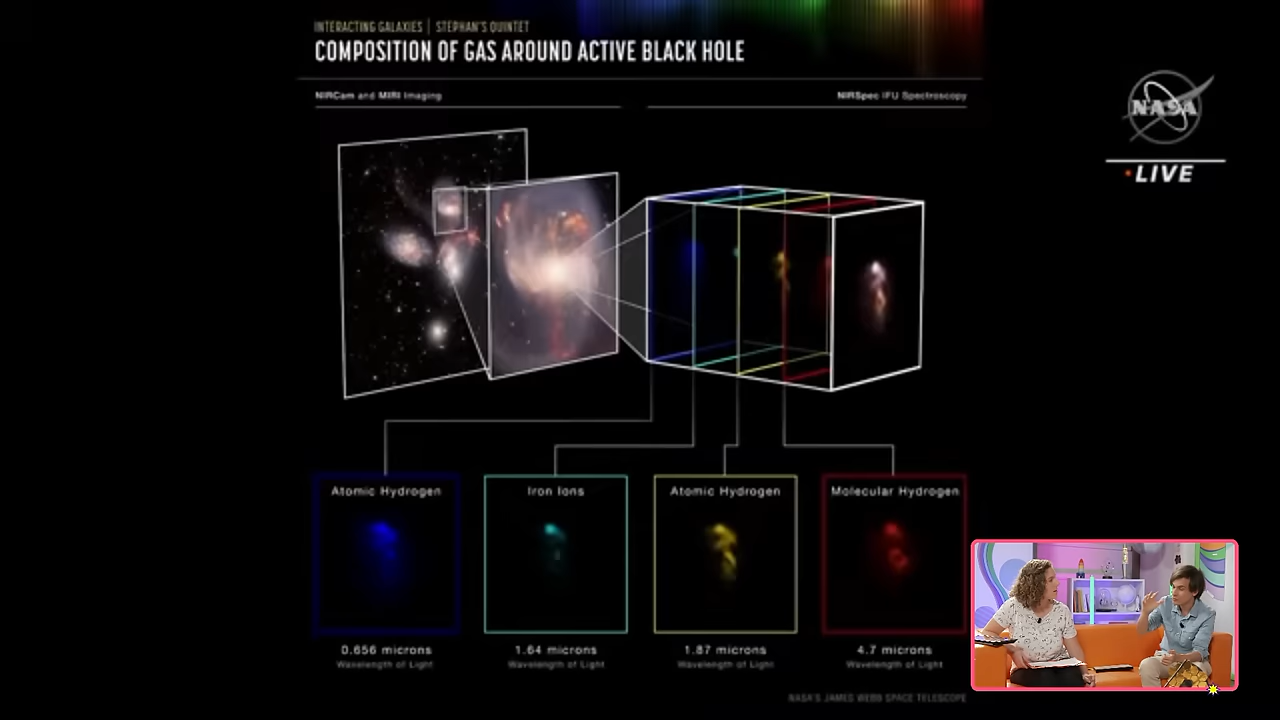 INTERACTING GALAXIES | STEPHAN'S QUINTET
COMPOSITION OF GAS AROUND ACTIVE BLACK HOLE
NIRCam and MIRI Imaging
NIRSpec IFU Spectroscopy
NASA
LIVE
Atomic Hydrogen
Iron Ions
Atomic Hydrogen
Molecular Hydrogen
0.656 microns
1.64 microns
1.87 microns
4.7 microns
Wavelength of Light
Wavelength of Light
Wavelength of Light
Wavelength of Light
NASA'S JAMES WEBB SPACE TELESCOPE